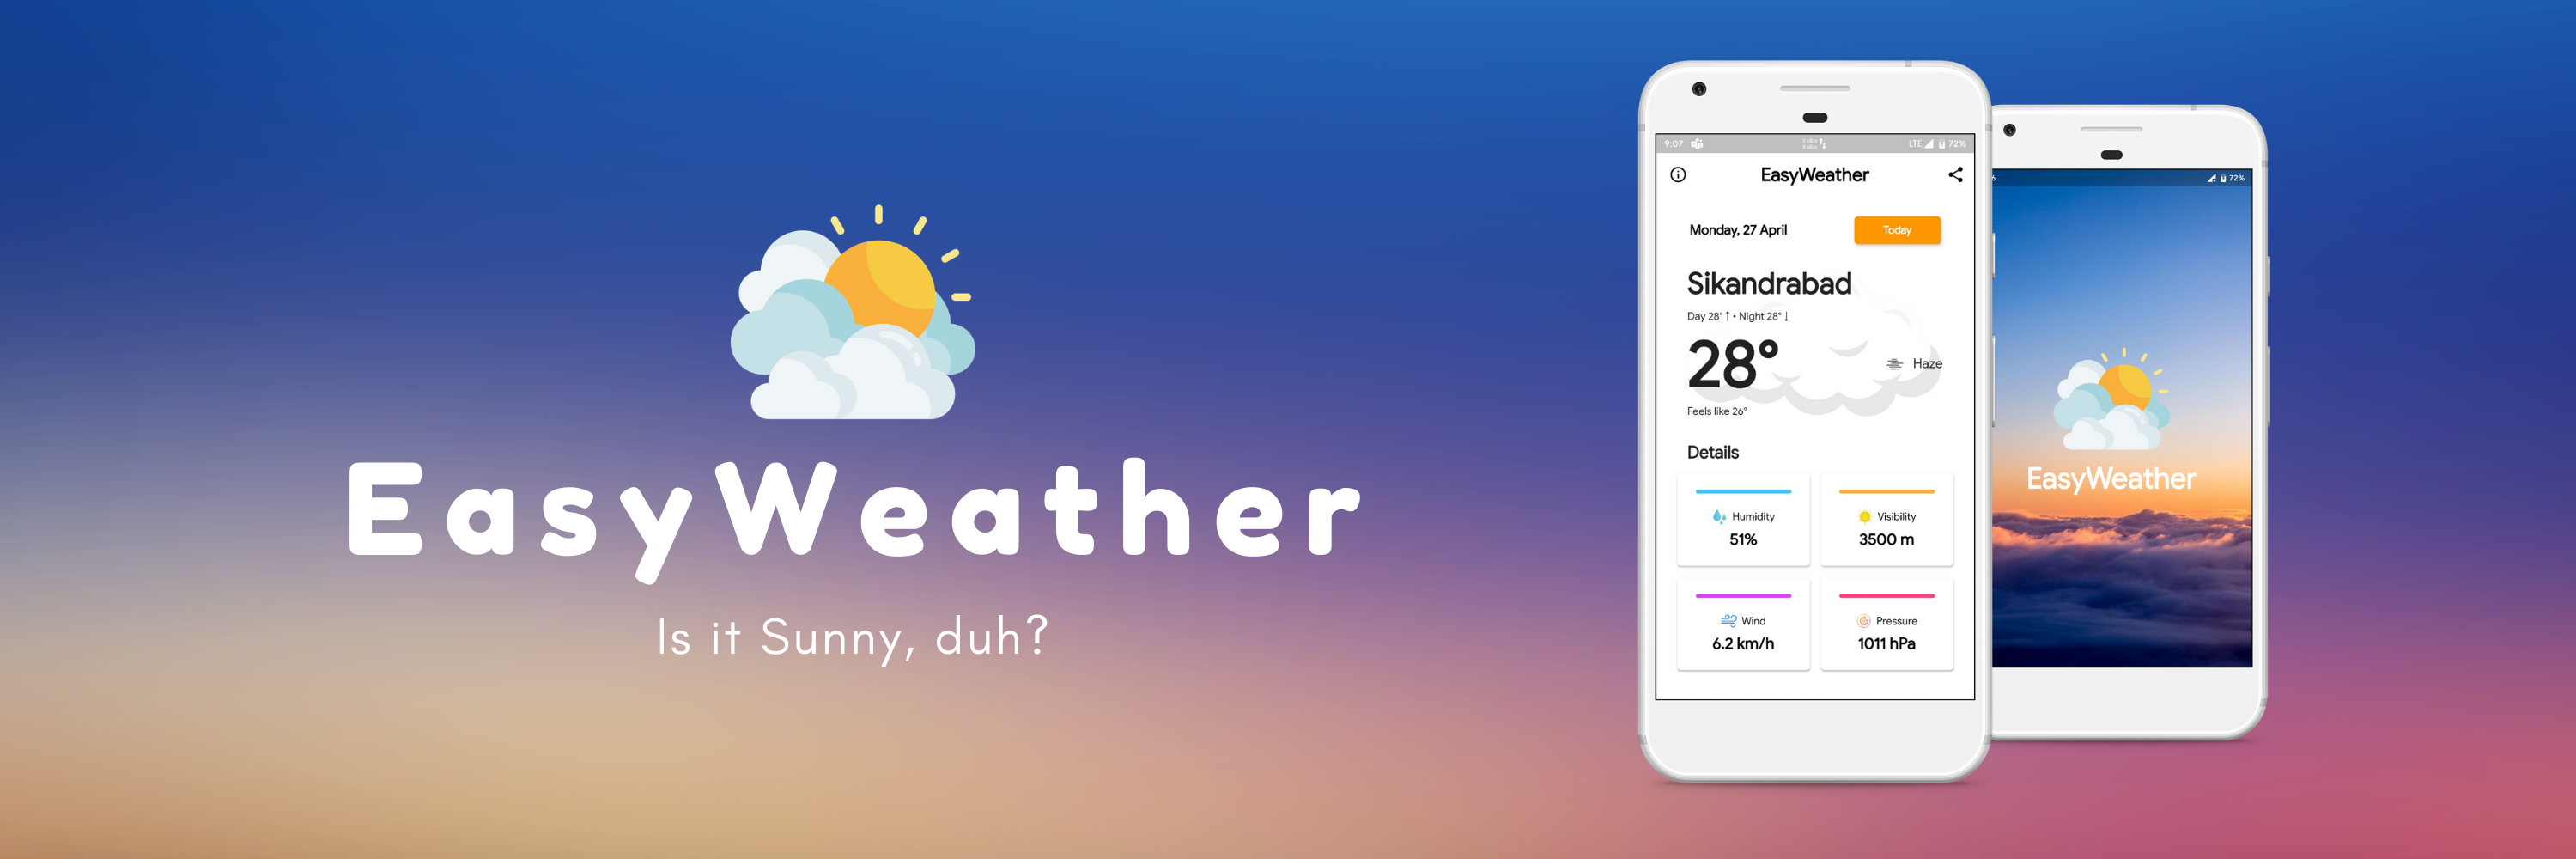 EasyWeather
Is it Sunny, duh?
9:07
LTE 72%
EasyWeather
Monday, 27 April
Today
Sikandrabad
Day 28°↑ • Night 28°↓
28°
Haze
Feels like 26°
Details
Humidity
51%
Visibility
3500 m
Wind
6.2 km/h
Pressure
1011 hPa
6
72%
EasyWeather